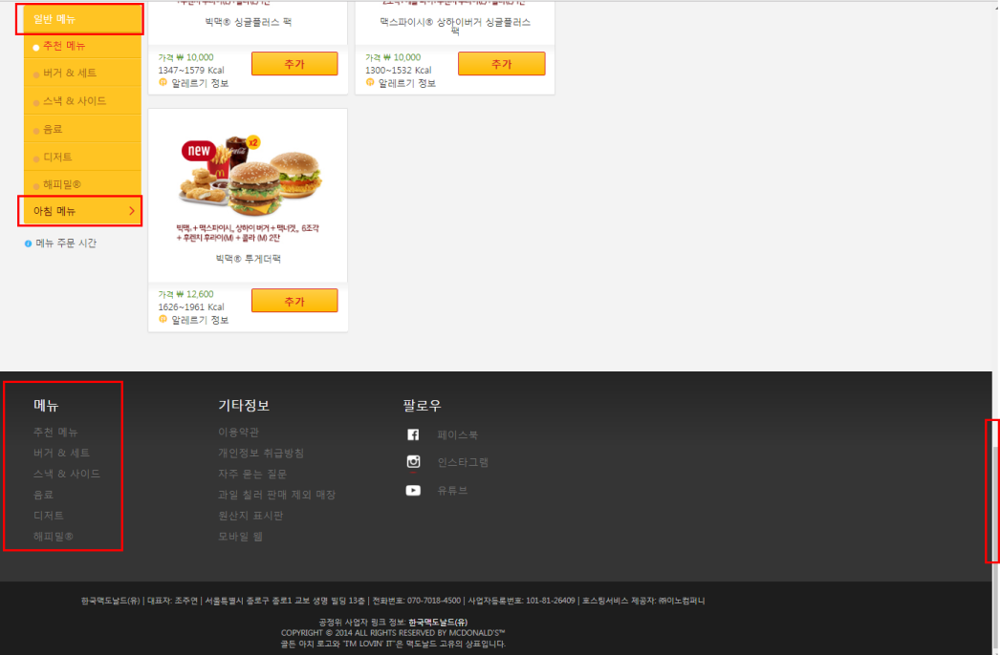 일반 메뉴
추천 메뉴
버거 & 세트
스낵 & 사이드
음료
디저트
해피밀®
아침 메뉴
메뉴 주문 시간
빅맥® 싱글플러스 팩
가격 ₩ 10,000
1347~1579 Kcal
알레르기 정보
추가
맥스파이시® 상하이버거 싱글플러스
팩
가격 ₩ 10,000
1300~1532 Kcal
알레르기 정보
추가
new
x2
빅맥® + 맥스파이시® 상하이 버거 + 맥너겟® 6조각
+ 후렌치 후라이(M) + 콜라 (M) 2잔
빅맥® 투게더팩
가격 ₩ 12,600
1626~1961 Kcal
알레르기 정보
추가
메뉴
추천 메뉴
버거 & 세트
스낵 & 사이드
음료
디저트
해피밀®
기타정보
이용약관
개인정보 취급방침
자주 묻는 질문
과일 칠러 판매 제외 매장
원산지 표시판
모바일 웹
팔로우
페이스북
인스타그램
유튜브
한국맥도날드(유) | 대표자: 조주연 | 서울특별시 종로구 종로1 교보 생명 빌딩 13층 | 전화번호: 070-7018-4500 | 사업자등록번호: 101-81-26409 | 호스팅서비스 제공자: ㈜이노컴퍼니
공정위 사업자 링크 정보: 한국맥도날드(유)
COPYRIGHT © 2014 ALL RIGHTS RESERVED BY MCDONALD'S™
골든 아치 로고와 "I'M LOVIN' IT"은 맥도날드 고유의 상표입니다.